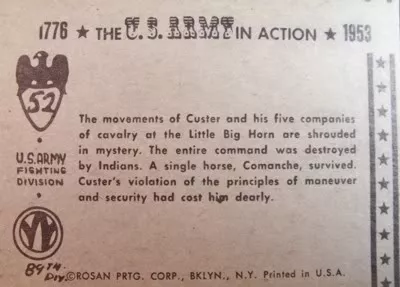 1776 ★ THE U.S. ARMY IN ACTION ★ 1953
52
U.S. ARMY
FIGHTING
DIVISION
The movements of Custer and his five companies
of cavalry at the Little Big Horn are shrouded
in mystery. The entire command was destroyed
by Indians. A single horse, Comanche, survived.
Custer's violation of the principles of maneuver
and security had cost him dearly.
89TH
Div.
©ROSAN PRTG. CORP., BKLYN., N.Y. Printed in U.S.A.